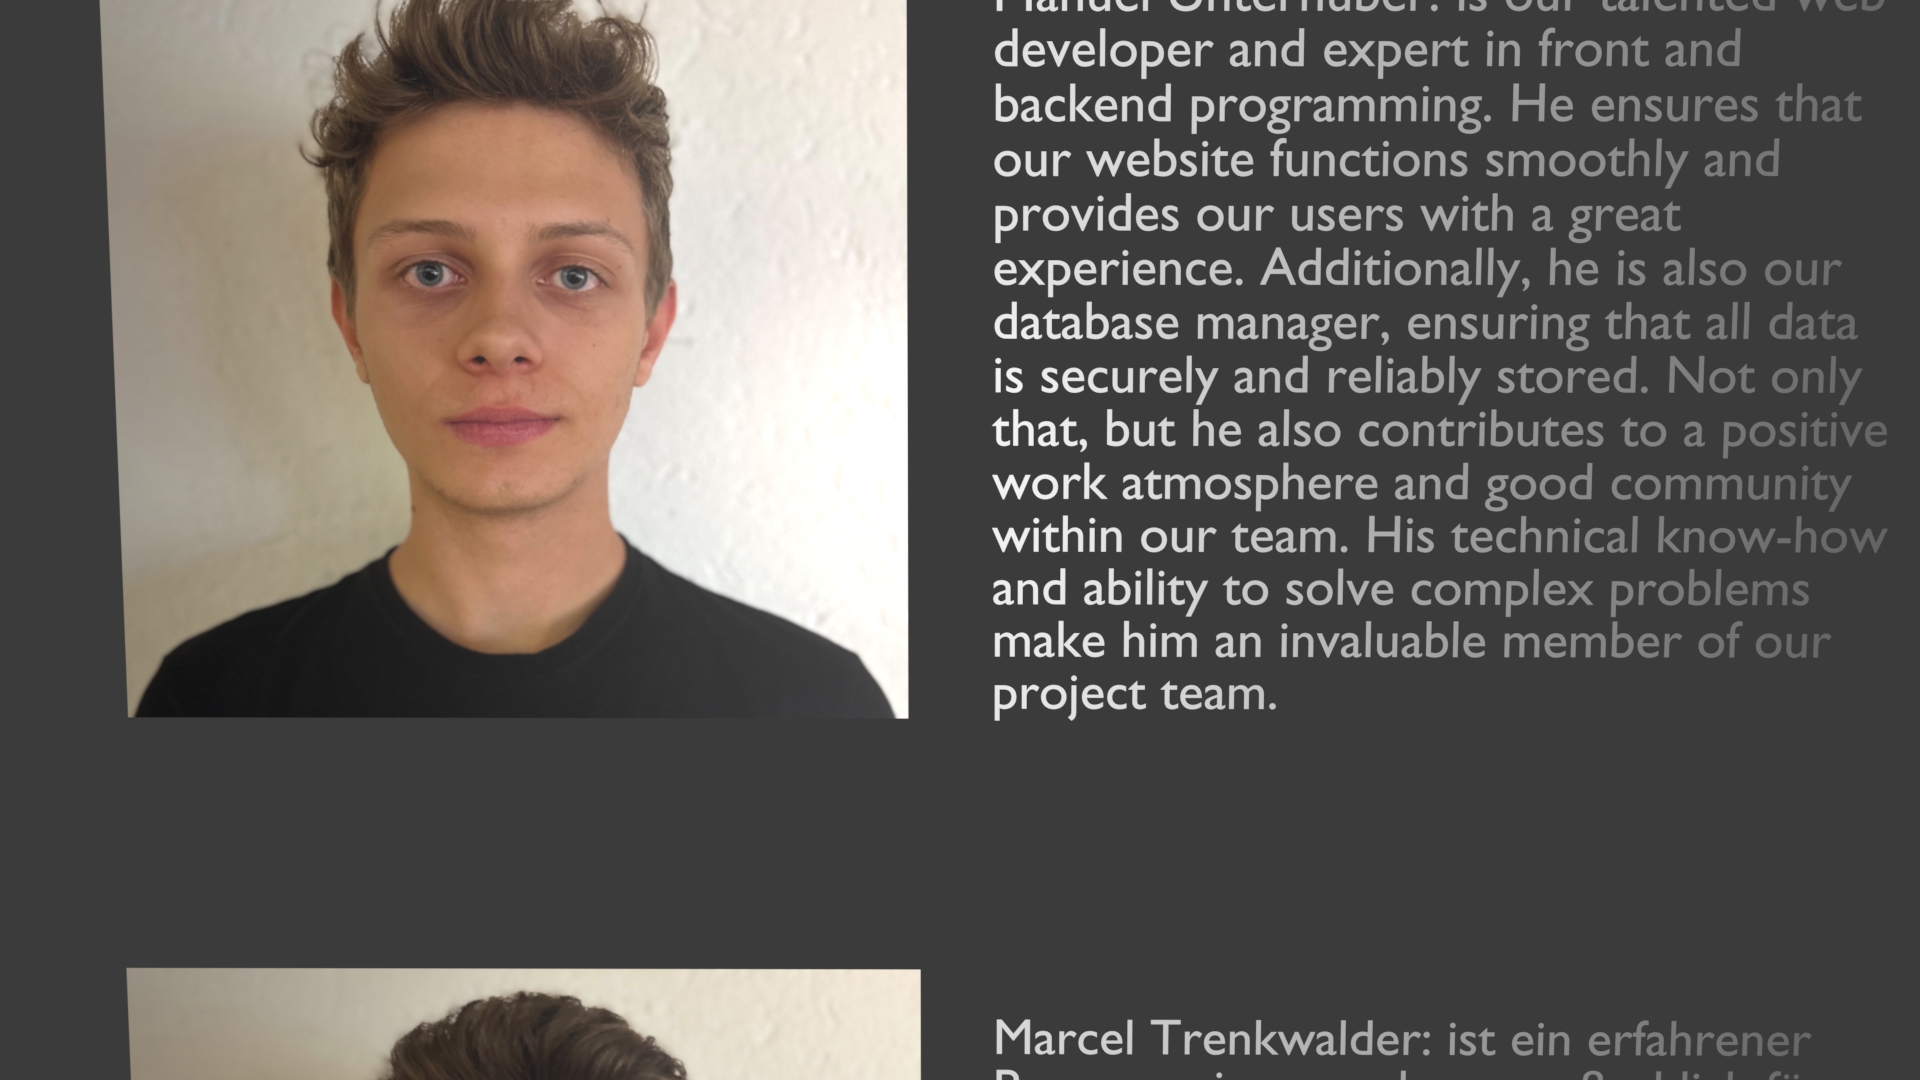 Manuel Unterhuber: is our talented web
developer and expert in front and
backend programming. He ensures that
our website functions smoothly and
provides our users with a great
experience. Additionally, he is also our
database manager, ensuring that all data
is securely and reliably stored. Not only
that, but he also contributes to a positive
work atmosphere and good community
within our team. His technical know-how
and ability to solve complex problems
make him an invaluable member of our
project team.
Marcel Trenkwalder: ist ein erfahrener